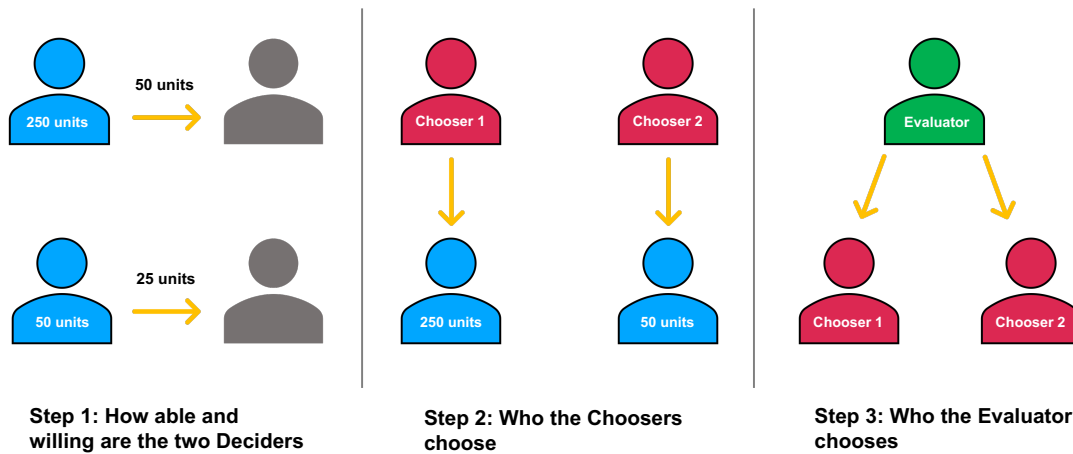 50 units
250 units
25 units
50 units
Step 1: How able and
willing are the two Deciders
Chooser 1
Chooser 2
250 units
50 units
Step 2: Who the Choosers
choose
Evaluator
Chooser 1
Chooser 2
Step 3: Who the Evaluator
chooses